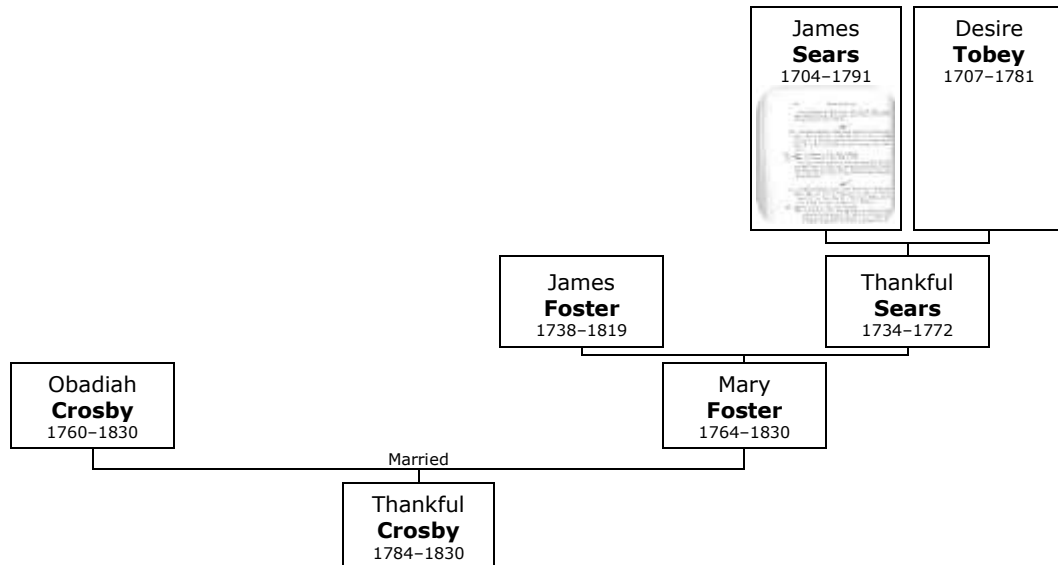 James
Sears
1704–1791
Desire
Tobey
1707–1781
James
Foster
1738–1819
Thankful
Sears
1734–1772
Obadiah
Crosby
1760–1830
Mary
Foster
1764–1830
Married
Thankful
Crosby
1784–1830